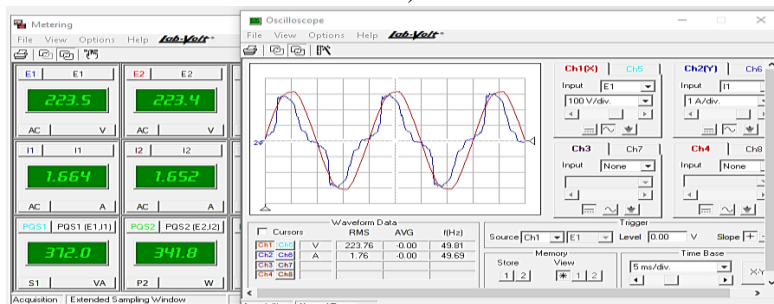 Metering
File View Options Help Lab-Volt
E1 E1
E2 E2
223.5
223.4
AC V
AC V
I1 I1
I2 I2
1.664
1.652
AC A
AC A
PQS1 PQS1 (E1,I1)
PQS2 PQS2 (E2,I2)
372.0
341.8
S1 VA
P2 W
Acquisition Extended Sampling Window
Oscilloscope
File View Options Help Lab-Volt
Ch1(X) Ch5
Input E1
100 V/div.
Ch2(Y) Ch6
Input I1
1 A/div.
Ch3 Ch7
Input None
Ch4 Ch8
Input None
Waveform Data
Cursors RMS AVG f(Hz)
Ch1 Ch5 V 223.76 -0.00 49.81
Ch2 Ch6 A 1.76 -0.00 49.69
Ch3 Ch7
Ch4 Ch8
Trigger
Source Ch1 E1 Level 0.00 V Slope + -
Memory
Store View
1 2 * 1 2
Time Base
5 ms/div.
X-Y